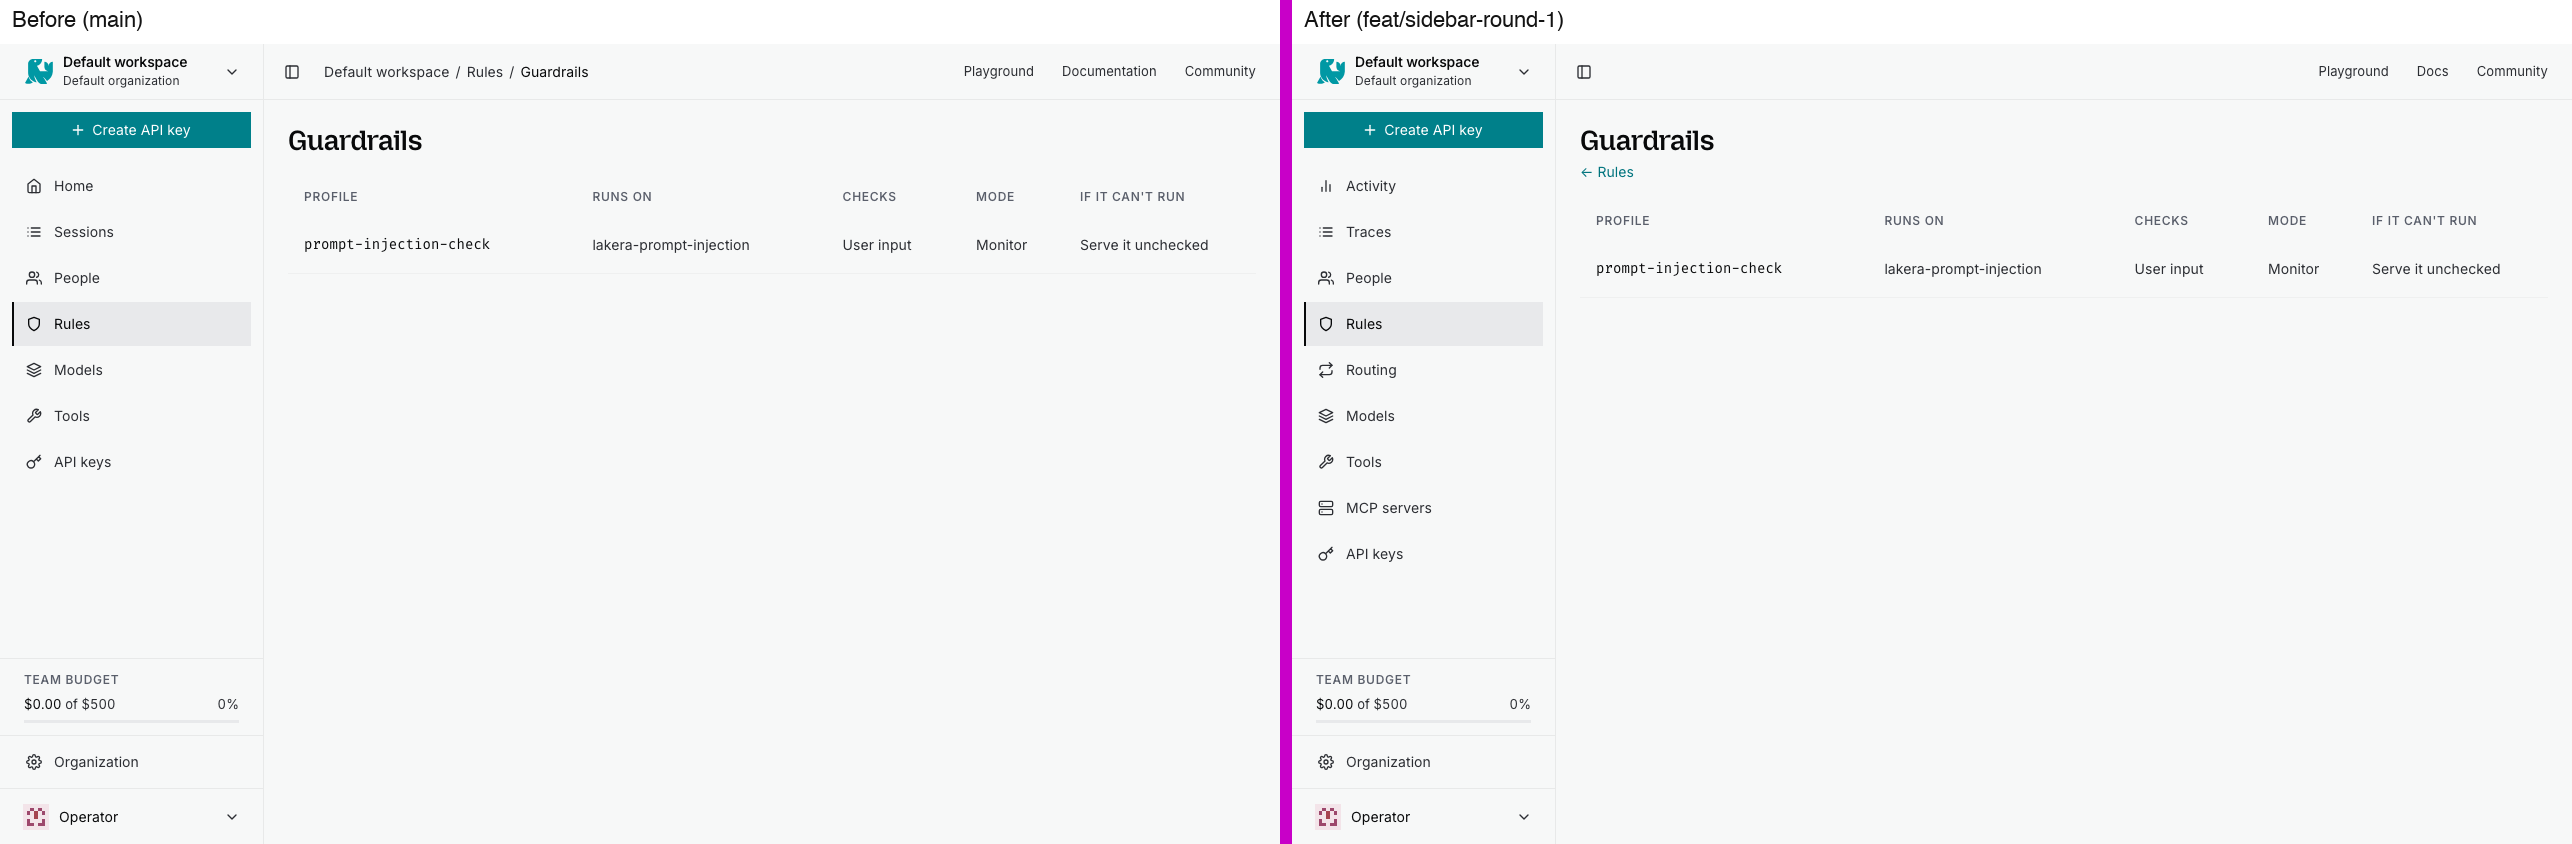 Before (main)
Default workspace
Default organization
Default workspace / Rules / Guardrails
Playground
Documentation
Community
+ Create API key
Home
Sessions
People
Rules
Models
Tools
API keys
Guardrails
PROFILE RUNS ON CHECKS MODE IF IT CAN'T RUN
prompt-injection-check lakera-prompt-injection User input Monitor Serve it unchecked
TEAM BUDGET
$0.00 of $500 0%
Organization
Operator
After (feat/sidebar-round-1)
Default workspace
Default organization
Playground
Docs
Community
+ Create API key
Activity
Traces
People
Rules
Routing
Models
Tools
MCP servers
API keys
Guardrails
← Rules
PROFILE RUNS ON CHECKS MODE IF IT CAN'T RUN
prompt-injection-check lakera-prompt-injection User input Monitor Serve it unchecked
TEAM BUDGET
$0.00 of $500 0%
Organization
Operator